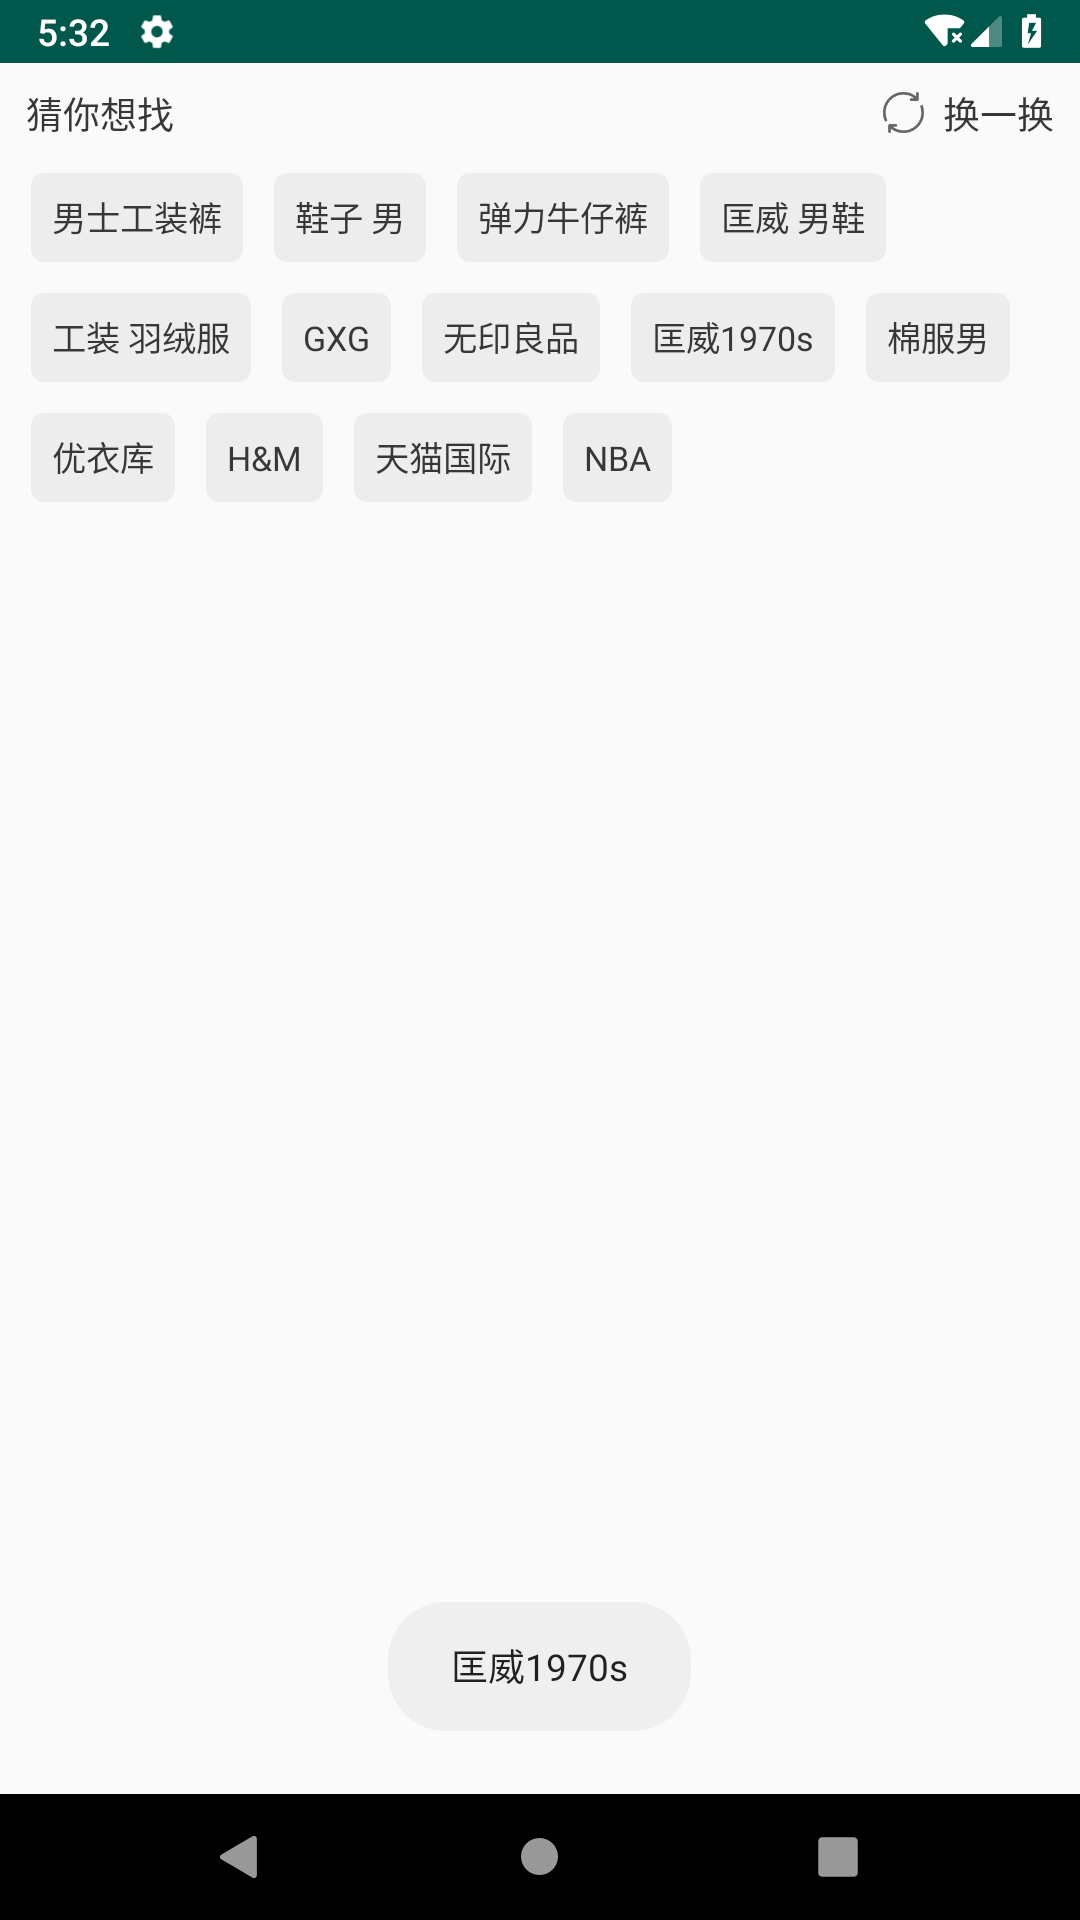 5:32
猜你想找 换一换
男士工装裤 鞋子 男 弹力牛仔裤 匡威 男鞋
工装 羽绒服 GXG 无印良品 匡威1970s 棉服男
优衣库 H&M 天猫国际 NBA
匡威1970s